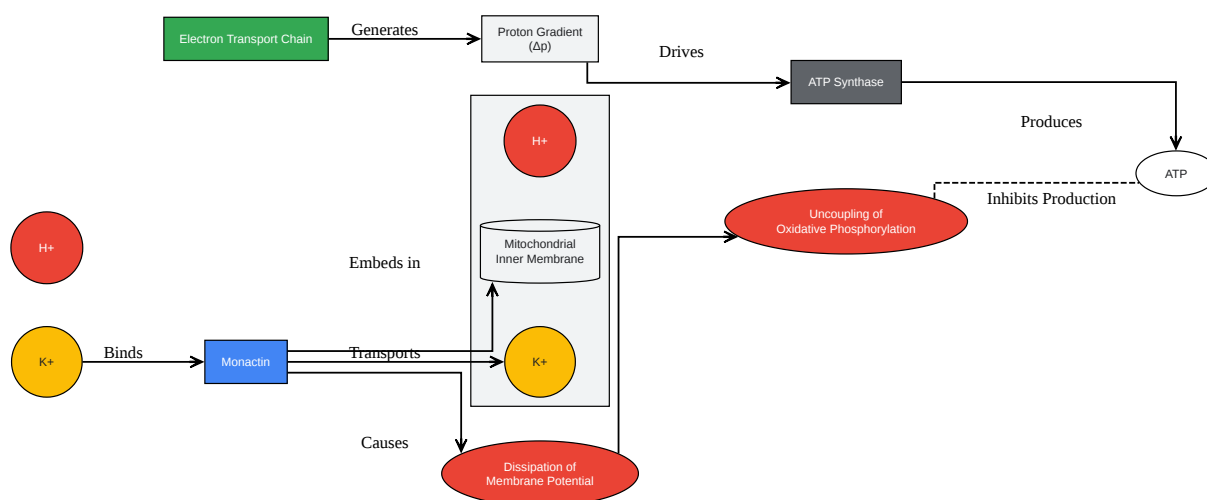 Electron Transport Chain
Generates
Proton Gradient
(Δp)
Drives
ATP Synthase
Produces
ATP
H+
Inhibits Production
Uncoupling of
Oxidative Phosphorylation
H+
Mitochondrial
Inner Membrane
Embeds in
K+
Binds
Monactin
Transports
K+
Causes
Dissipation of
Membrane Potential